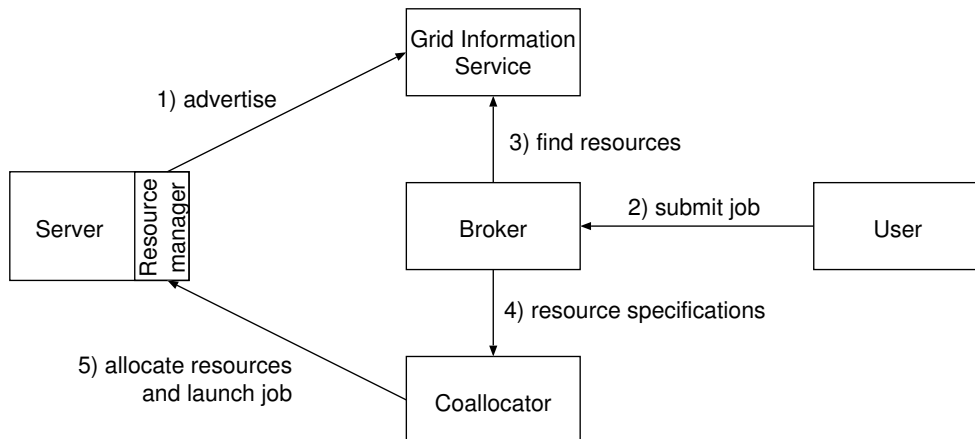 Grid Information
Service
1) advertise
3) find resources
Server
Resource
manager
Broker
2) submit job
User
4) resource specifications
5) allocate resources
and launch job
Coallocator